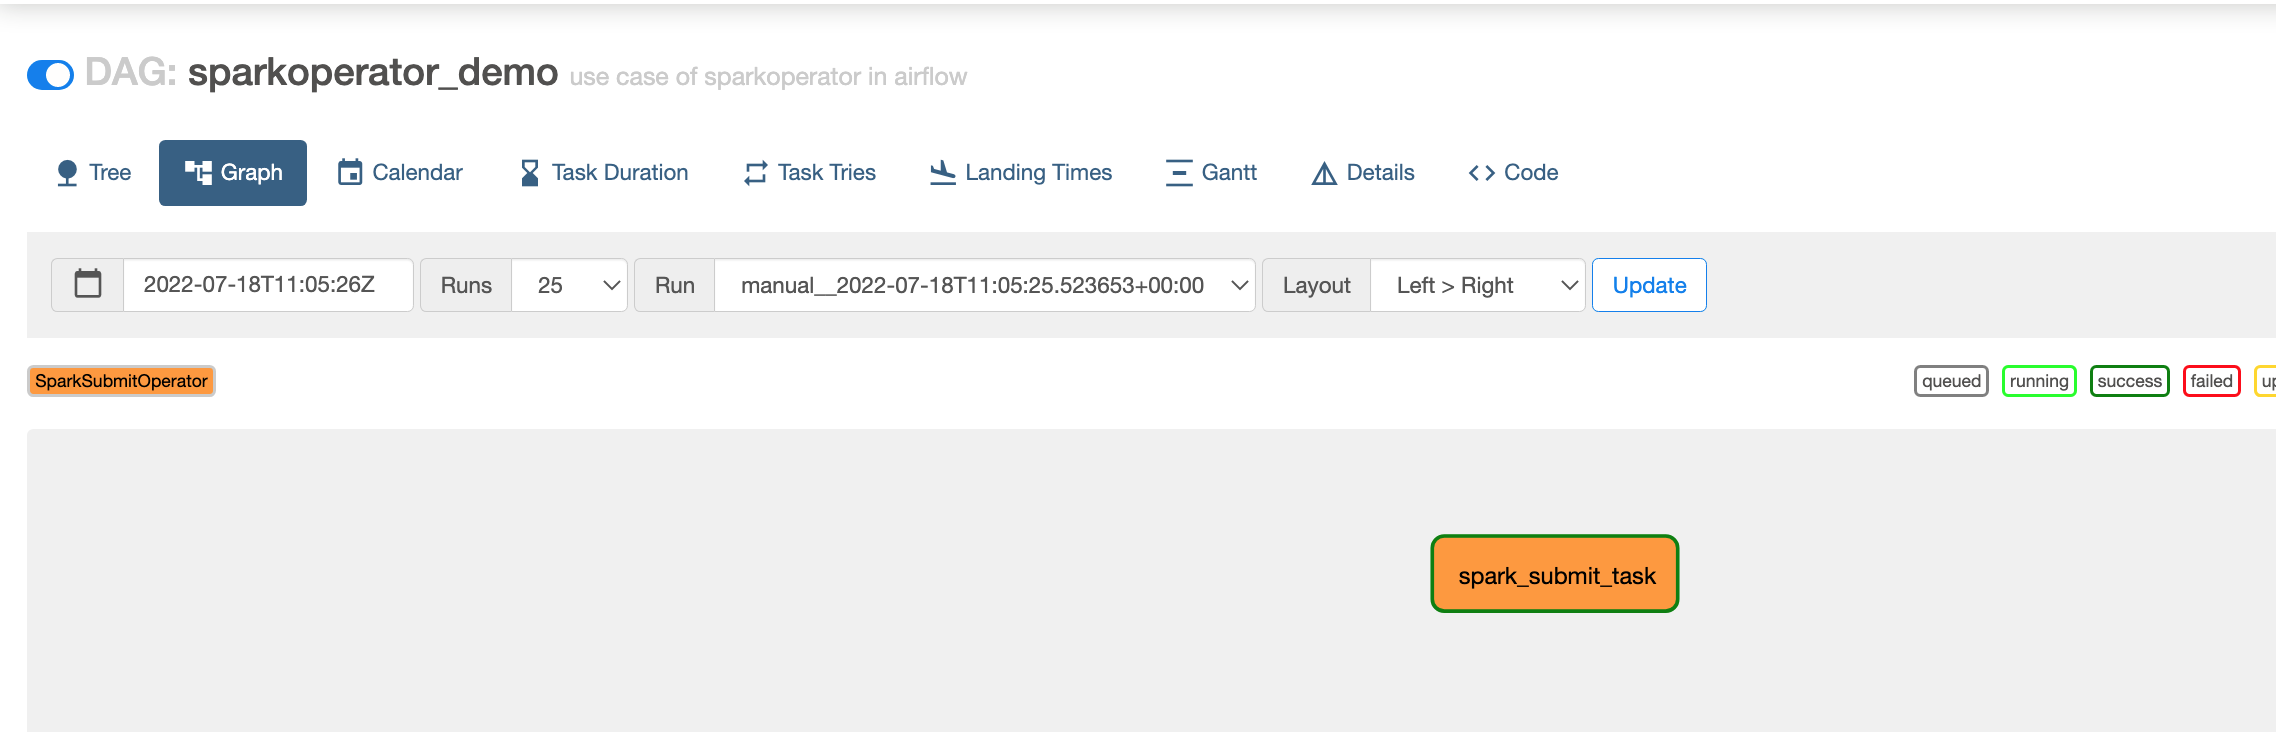 DAG: sparkoperator_demo use case of sparkoperator in airflow
Tree Graph Calendar Task Duration Task Tries Landing Times Gantt Details Code
2022-07-18T11:05:26Z Runs 25 Run manual__2022-07-18T11:05:25.523653+00:00 Layout Left > Right Update
SparkSubmitOperator queued running success failed up
spark_submit_task